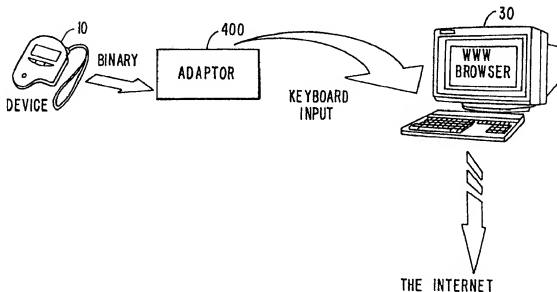 10
BINARY
DEVICE
400
ADAPTOR
KEYBOARD
INPUT
30
WWW
BROWSER
THE INTERNET